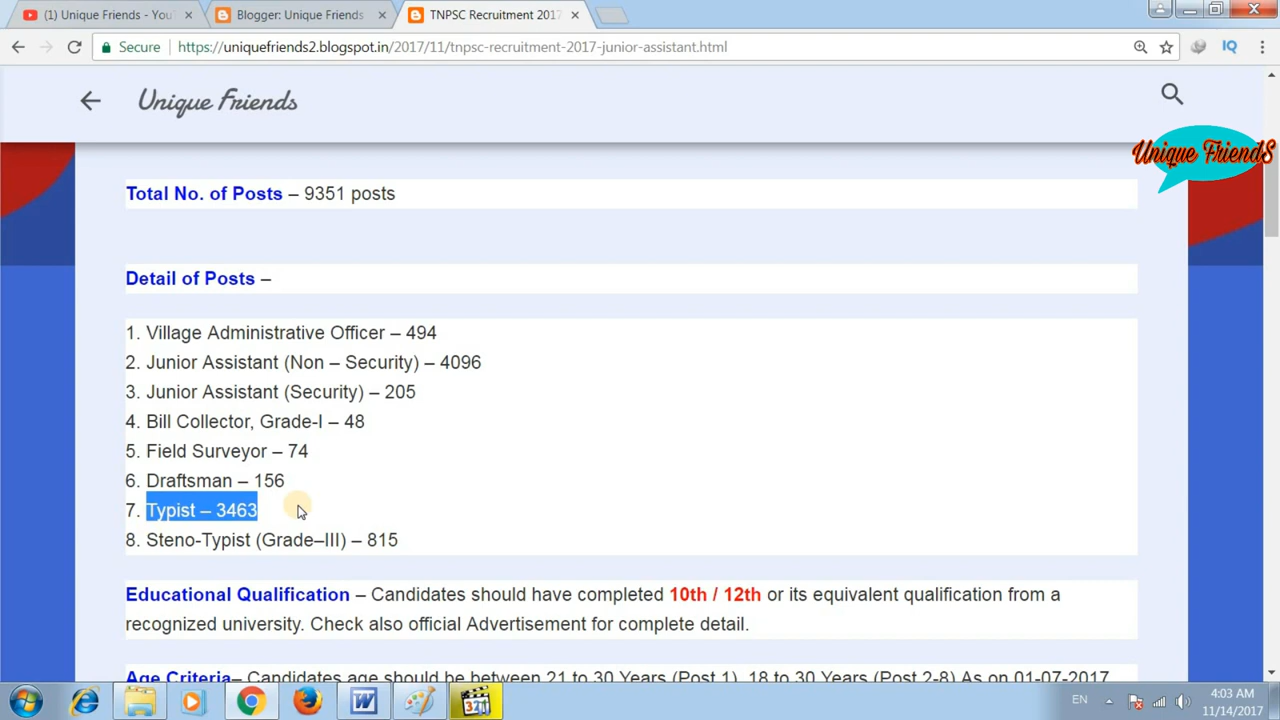 (1) Unique Friends - You
Blogger: Unique Friends
TNPSC Recruitment 2017
Secure
https://uniquefriends2.blogspot.in/2017/11/tnpsc-recruitment-2017-junior-assistant.html
IQ
Unique Friends
Unique FriendS
Total No. of Posts – 9351 posts
Detail of Posts –
1. Village Administrative Officer – 494
2. Junior Assistant (Non – Security) – 4096
3. Junior Assistant (Security) – 205
4. Bill Collector, Grade-I – 48
5. Field Surveyor – 74
6. Draftsman – 156
7. Typist – 3463
8. Steno-Typist (Grade–III) – 815
Educational Qualification – Candidates should have completed 10th / 12th or its equivalent qualification from a
recognized university. Check also official Advertisement for complete detail.
Age Criteria– Candidates age should be between 21 to 30 Years (Post 1), 18 to 30 Years (Post 2-8) As on 01-07-2017
321
EN
4:03 AM
11/14/2017